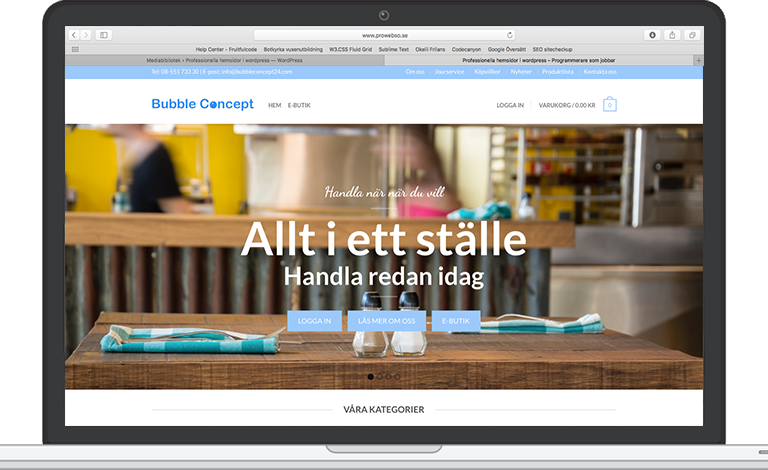 www.prowebso.se
Help Center - Fruitfulcode Botkyrka vuxenutbildning W3.CSS Fluid Grid Sublime Text Okelli Frilans Codecanyon Google Översätt SEO sitecheckup
Mediabibliotek ‹ Professionella hemsidor i wordpress — WordPress Professionella hemsidor i wordpress – Programmerare som jobbar
Tel: 08-551 733 30 | E-post: info@bubbleconcept24.com Om oss Jourservice Köpvillkor Nyheter Produktlista Kontakta oss
Bubble Concept HEM E-BUTIK LOGGA IN VARUKORG / 0.00 KR 0
Handla när när du vill
Allt i ett ställe
Handla redan idag
LOGGA IN LÄS MER OM OSS E-BUTIK
VÅRA KATEGORIER